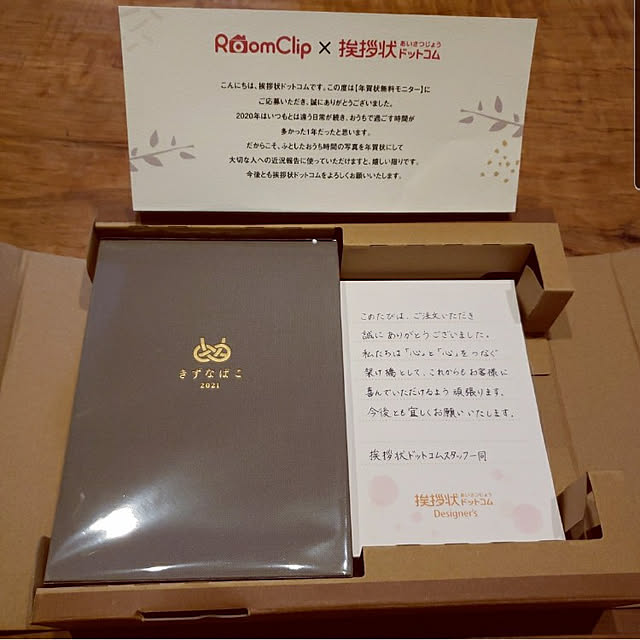 RoomClip × 挨拶状ドットコム
あいさつじょう
こんにちは、挨拶状ドットコムです。この度は【年賀状無料モニター】に
ご応募いただき、誠にありがとうございました。
2020年はいつもとは違う日常が続き、おうちで過ごす時間が
多かった1年だったと思います。
だからこそ、ふとしたおうち時間の写真を年賀状にして
大切な人への近況報告に使っていただけますと、嬉しい限りです。
今後とも挨拶状ドットコムをよろしくお願いいたします。
きずなばこ
2021
このたびは、ご注文いただき
誠にありがとうございました。
私たちは「心」と「心」をつなぐ
架け橋として、これからもお客様に
喜んでいただけるよう頑張ります。
今後とも宜しくお願いいたします。
挨拶状ドットコムスタッフ一同
挨拶状ドットコム
あいさつじょう
Designer's